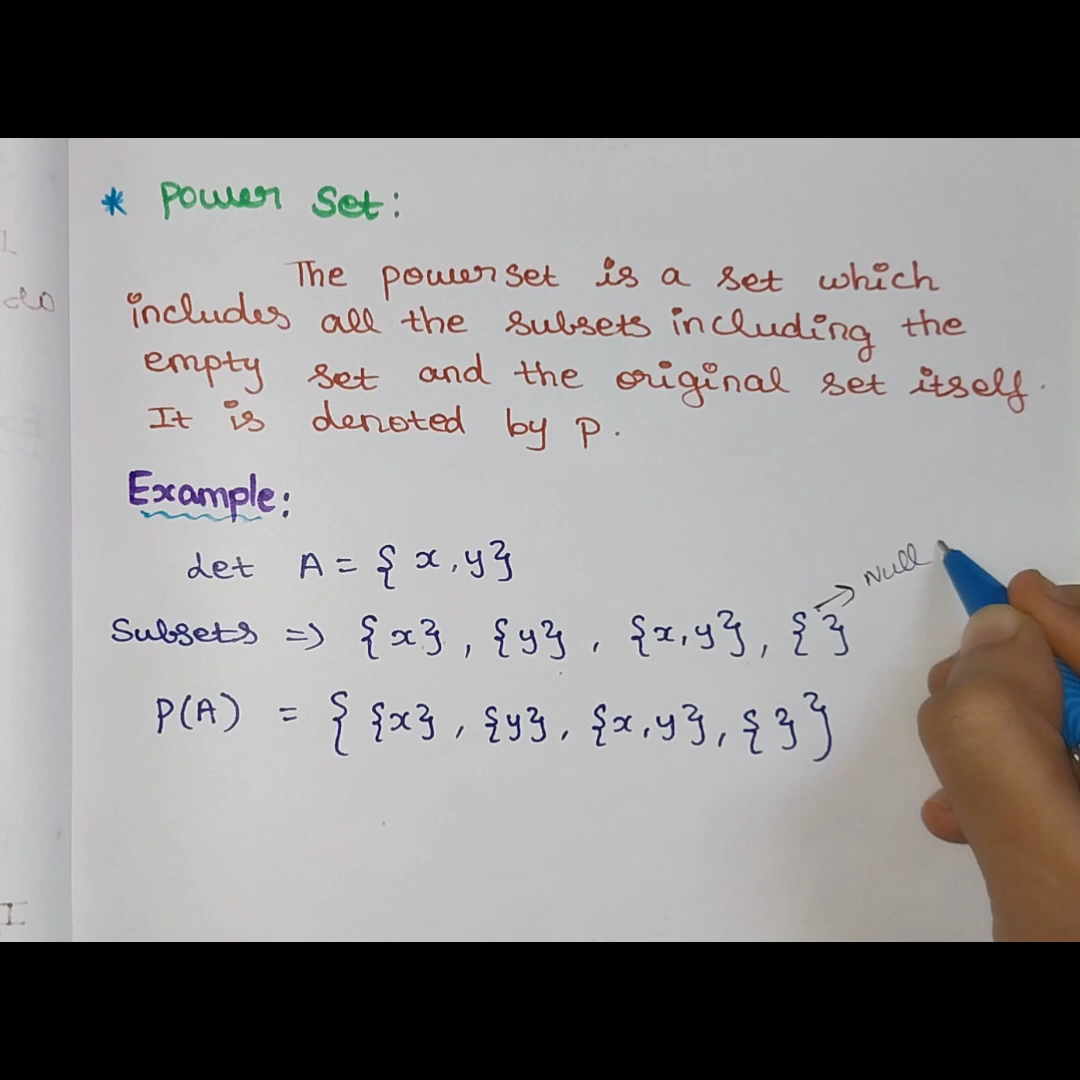 * Power Set:
The powerset is a set which
includes all the subsets including the
empty set and the original set itself.
It is denoted by P.
Example:
Let A = { x, y }
Null
Subsets => {x}, {y}, {x, y}, { }
P(A) = { {x}, {y}, {x, y}, { } }